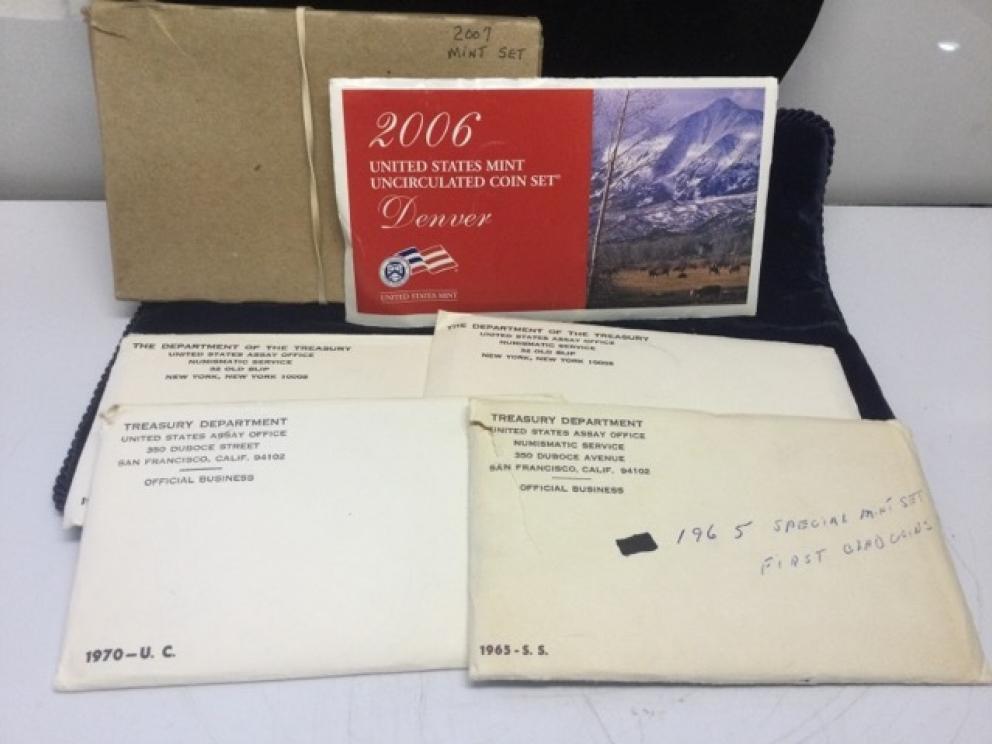 2007
MINT SET
2006
UNITED STATES MINT
UNCIRCULATED COIN SET®
Denver
UNITED STATES MINT
THE DEPARTMENT OF THE TREASURY
UNITED STATES ASSAY OFFICE
NUMISMATIC SERVICE
32 OLD SLIP
NEW YORK, NEW YORK 10005
THE DEPARTMENT OF THE TREASURY
UNITED STATES ASSAY OFFICE
NUMISMATIC SERVICE
32 OLD SLIP
NEW YORK, NEW YORK 10005
TREASURY DEPARTMENT
UNITED STATES ASSAY OFFICE
350 DUBOCE STREET
SAN FRANCISCO, CALIF. 94102
OFFICIAL BUSINESS
1970-U. C.
TREASURY DEPARTMENT
UNITED STATES ASSAY OFFICE
NUMISMATIC SERVICE
350 DUBOCE AVENUE
SAN FRANCISCO, CALIF. 94102
OFFICIAL BUSINESS
1965 SPECIAL MINT SET
FIRST CLAD COINS
1965-S. S.